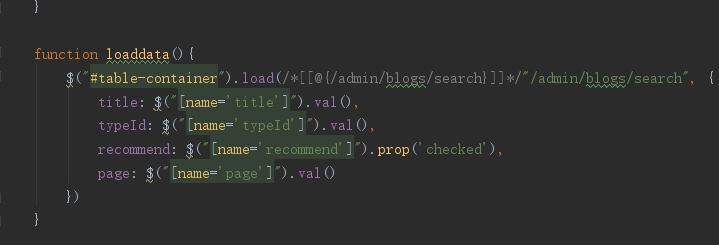 }
function loaddata(){
$("#table-container").load(/*[[@{/admin/blogs/search}]]*/"/admin/blogs/search", {
title: $("[name='title']").val(),
typeId: $("[name='typeId']").val(),
recommend: $("[name='recommend']").prop('checked'),
page: $("[name='page']").val()
})
}